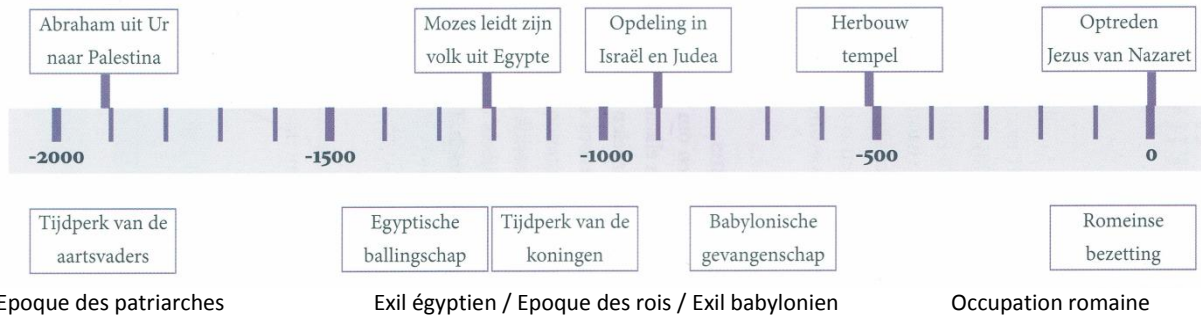 Abraham uit Ur
naar Palestina
Mozes leidt zijn
volk uit Egypte
Opdeling in
Israël en Judea
Herbouw
tempel
Optreden
Jezus van Nazaret
-2000
-1500
-1000
-500
0
Tijdperk van de
aartsvaders
Egyptische
ballingschap
Tijdperk van de
koningen
Babylonische
gevangenschap
Romeinse
bezetting
Epoque des patriarches
Exil égyptien / Epoque des rois / Exil babylonien
Occupation romaine